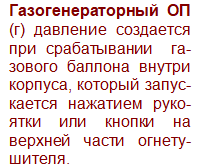 Газогенераторный ОП
(г) давление создается
при срабатывании га-
зового баллона внутри
корпуса, который запус-
кается нажатием руко-
ятки или кнопки на
верхней части огнету-
шителя.